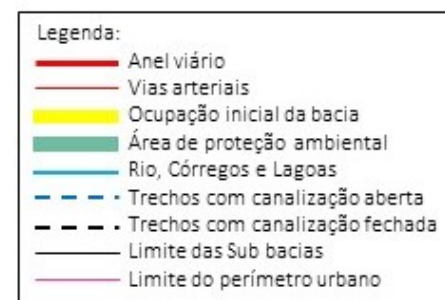 Legenda:
Anel viário
Vias arteriais
Ocupação inicial da bacia
Área de proteção ambiental
Rio, Córregos e Lagoas
Trechos com canalização aberta
Trechos com canalização fechada
Limite das Sub bacias
Limite do perímetro urbano